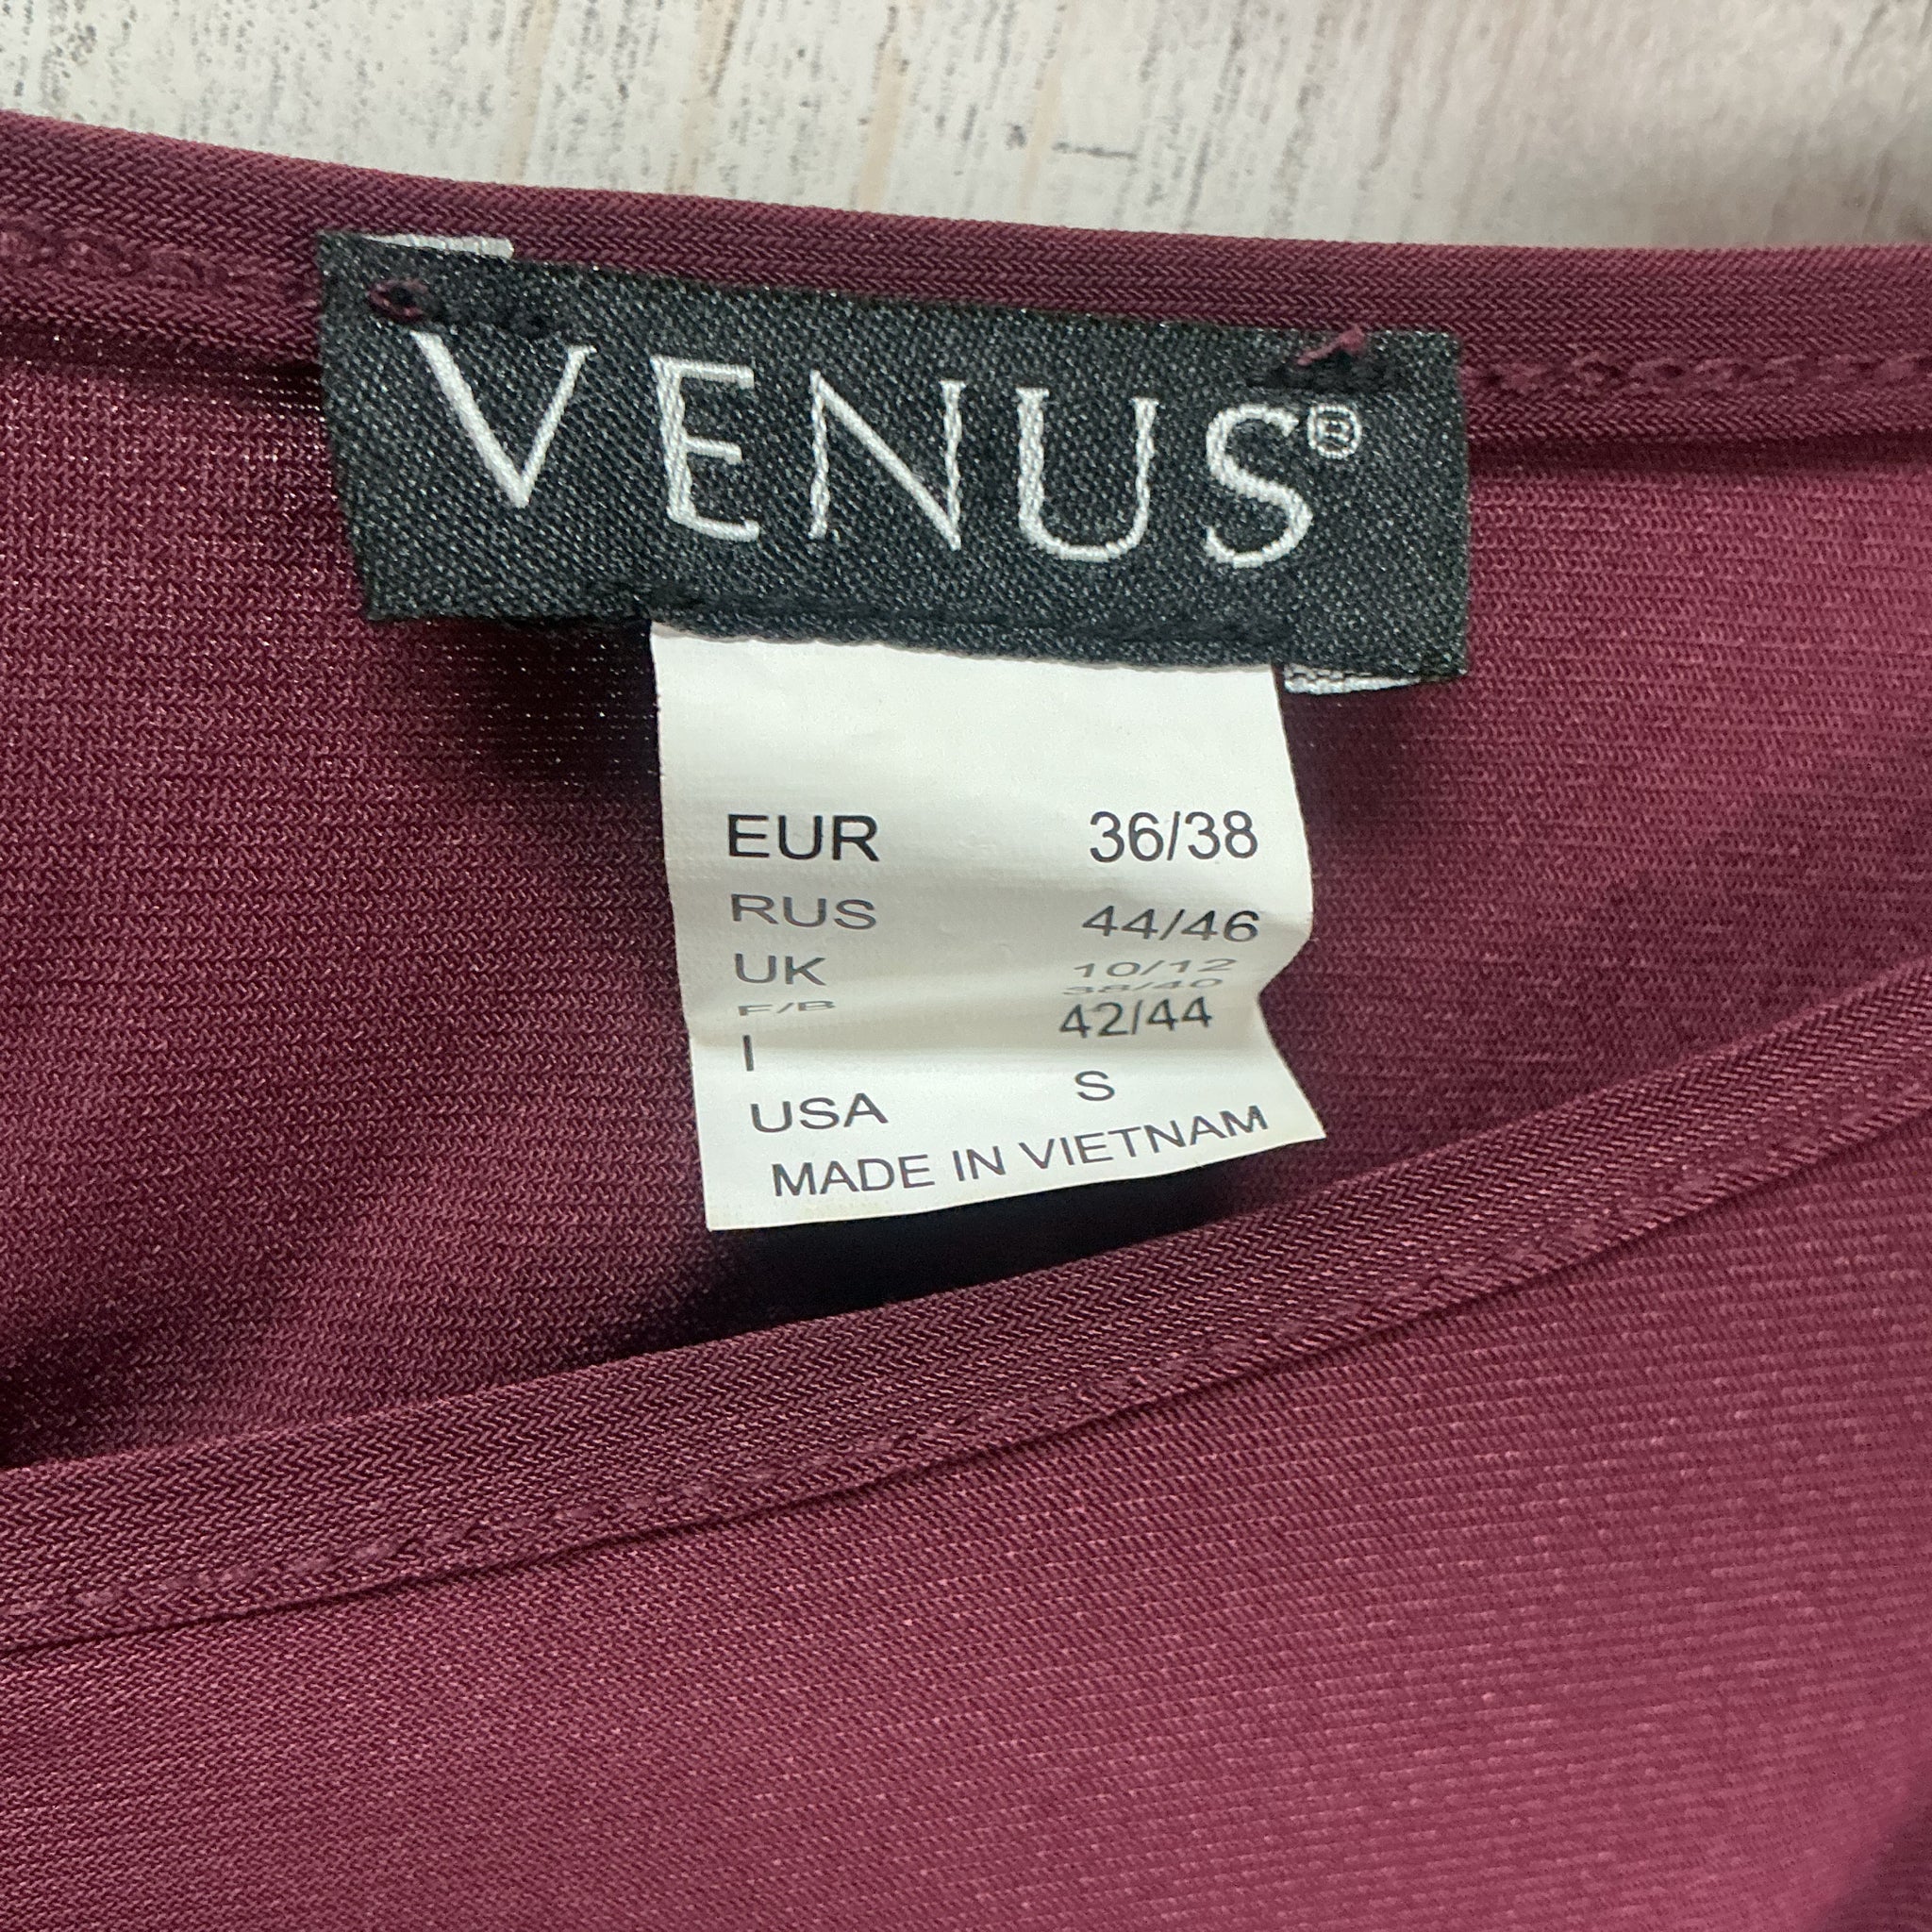 VENUS®
EUR 36/38
RUS 44/46
UK 10/12
F/B 38/40
I 42/44
USA S
MADE IN VIETNAM